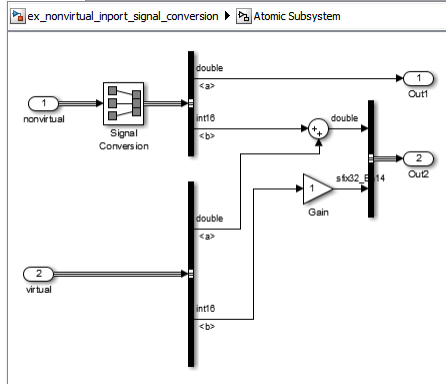 ex_nonvirtual_inport_signal_conversion Atomic Subsystem
double
<a>
1
Out1
1
nonvirtual
Signal
Conversion
int16
<b>
++
double
2
Out2
double
<a>
1
Gain
2
virtual
int16
<b>